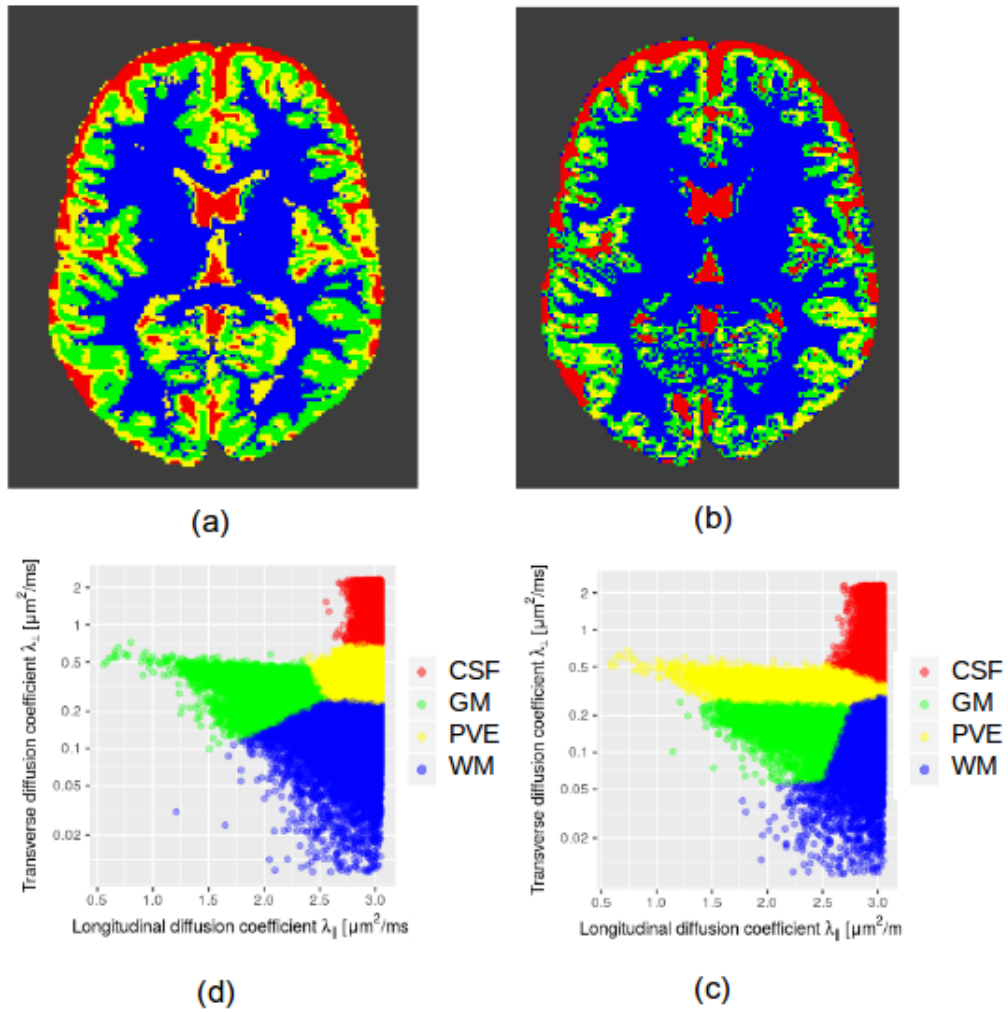 (a)
(b)
Transverse diffusion coefficient λ⊥ [µm²/ms]
2
1
0.5
0.2
0.1
0.05
0.02
0.5
1.0
1.5
2.0
2.5
3.0
Longitudinal diffusion coefficient λ∥ [µm²/ms
CSF
GM
PVE
WM
(d)
Transverse diffusion coefficient λ⊥ [µm²/ms]
2
1
0.5
0.2
0.1
0.05
0.02
0.5
1.0
1.5
2.0
2.5
3.0
Longitudinal diffusion coefficient λ∥ [µm²/m
CSF
GM
PVE
WM
(c)